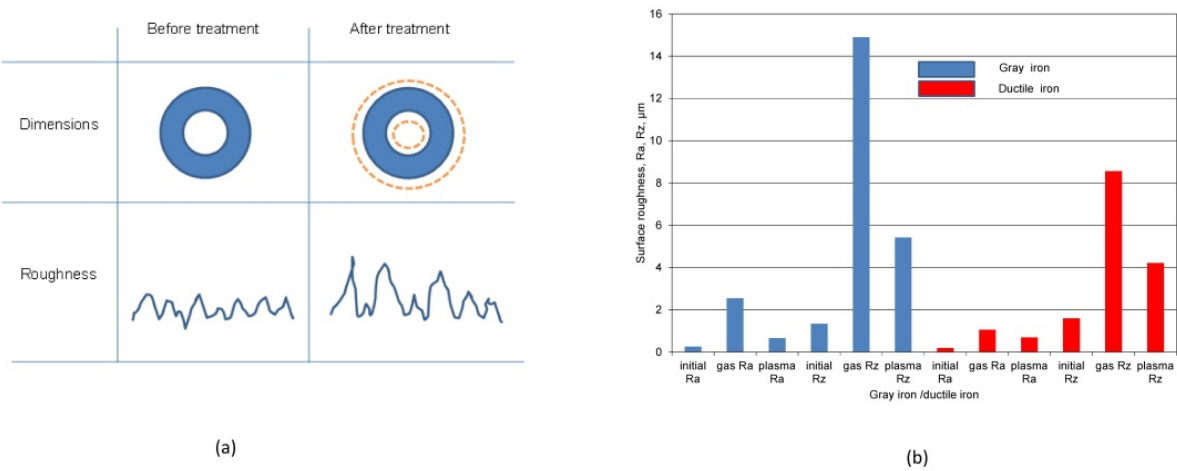 Before treatment
After treatment
Dimensions
Roughness
(a)
16
14
12
10
8
6
4
2
0
Surface roughness, Ra, Rz, µm
Gray iron
Ductile iron
initial Ra
gas Ra
plasma Ra
initial Rz
gas Rz
plasma Rz
initial Ra
gas Ra
plasma Ra
initial Rz
gas Rz
plasma Rz
Gray iron /ductile iron
(b)